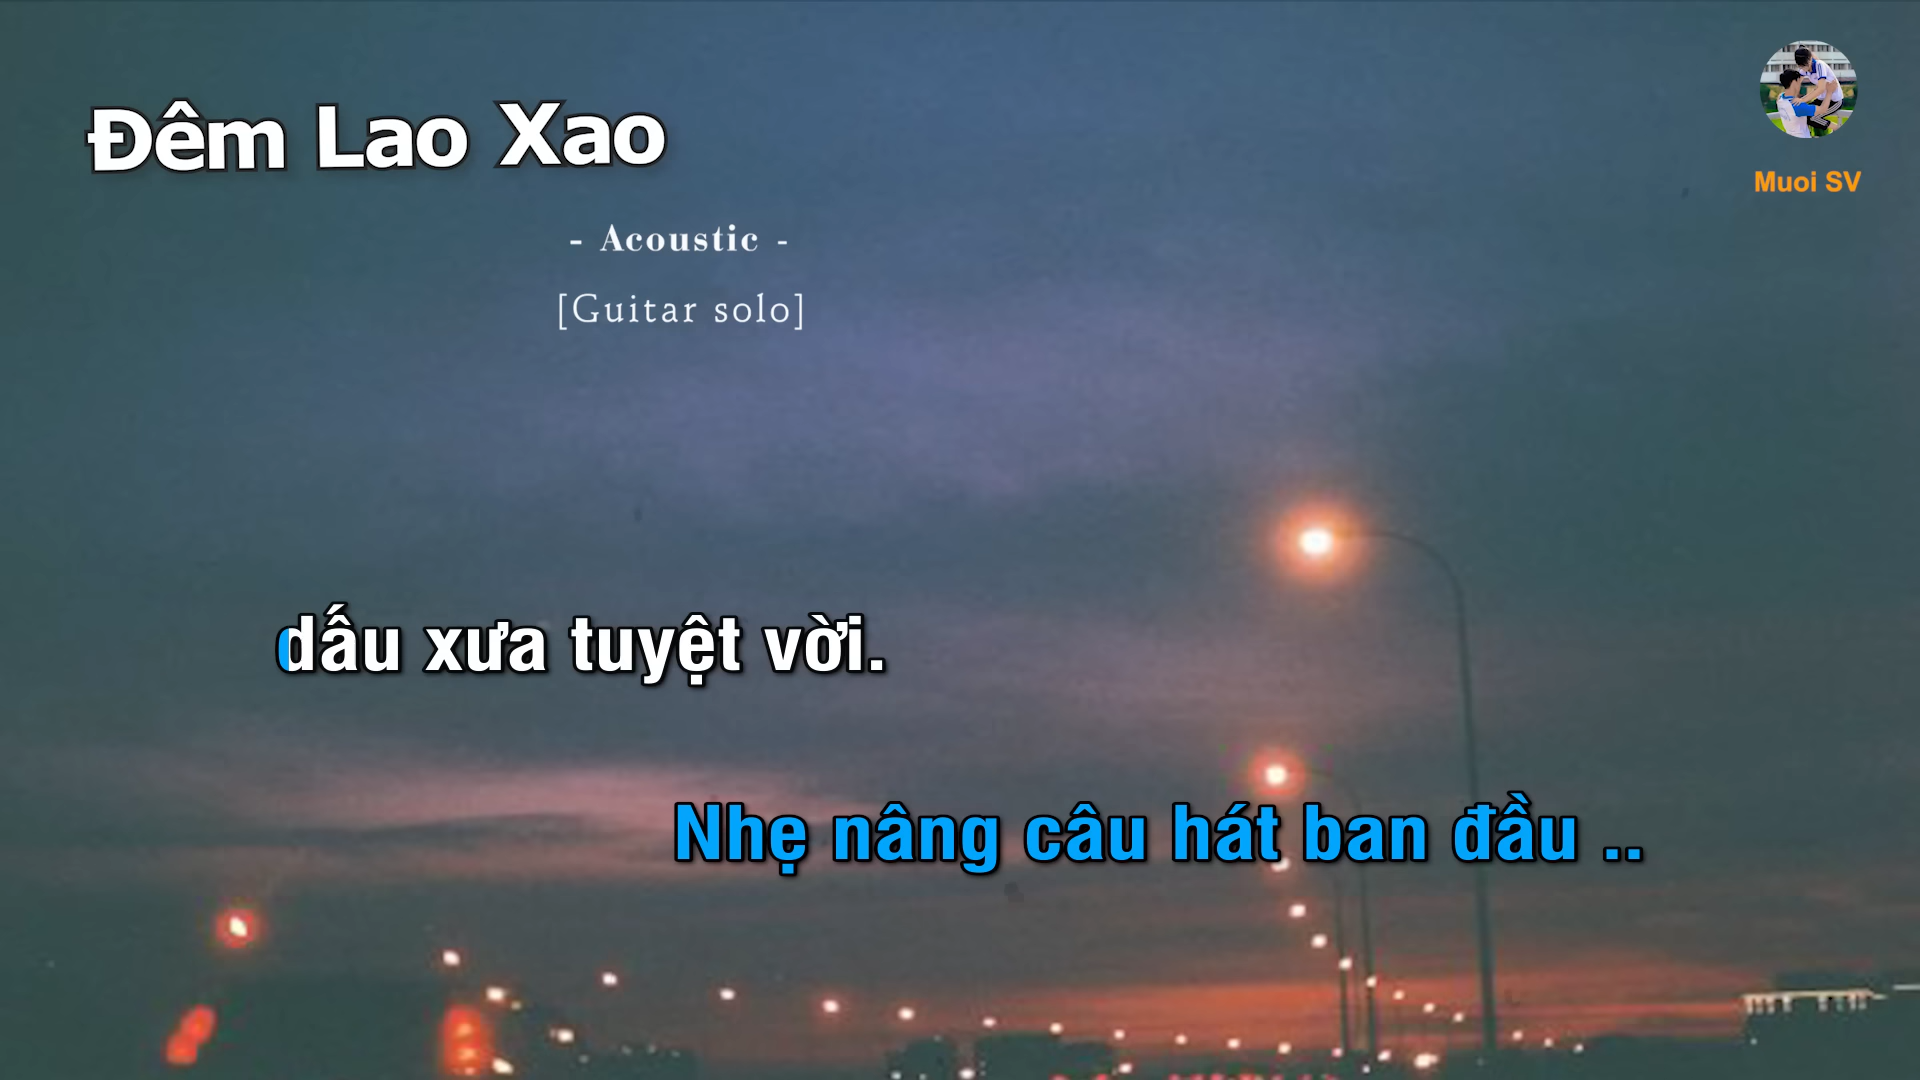 Đêm Lao Xao
Muoi SV
- Acoustic -
[Guitar solo]
dấu xưa tuyệt vời.
Nhẹ nâng câu hát ban đầu ..